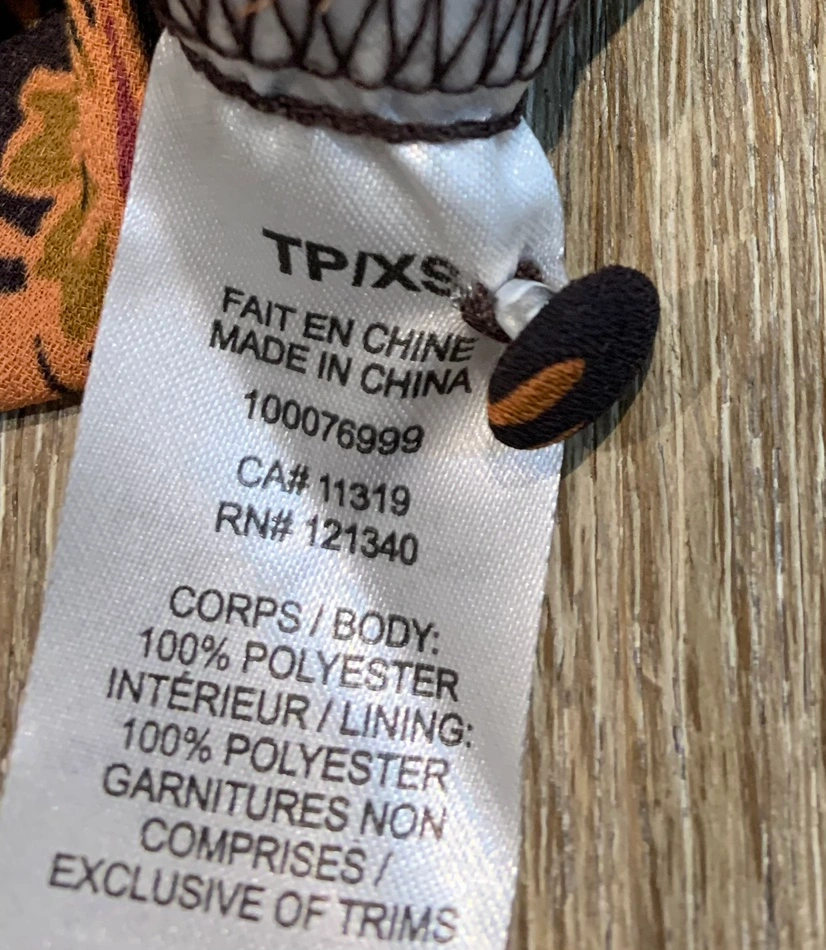 TP/XS
FAIT EN CHINE
MADE IN CHINA
100076999
CA# 11319
RN# 121340
CORPS / BODY:
100% POLYESTER
INTÉRIEUR / LINING:
100% POLYESTER
GARNITURES NON
COMPRISES /
EXCLUSIVE OF TRIMS